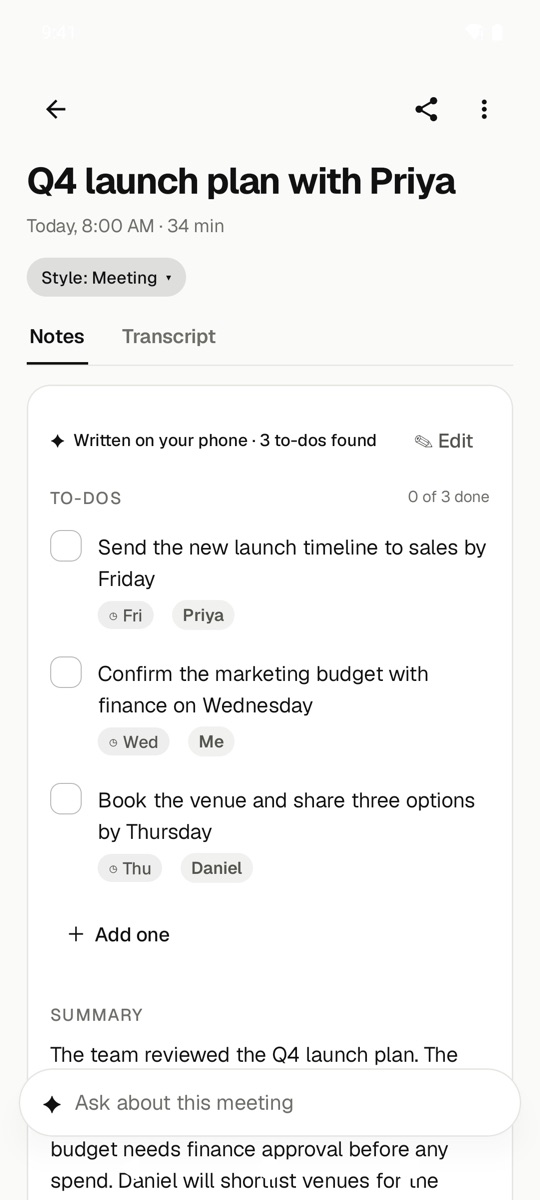 9:41
Q4 launch plan with Priya
Today, 8:00 AM · 34 min
Style: Meeting ▾
Notes Transcript
Written on your phone · 3 to-dos found
Edit
TO-DOS
0 of 3 done
Send the new launch timeline to sales by
Friday
Fri Priya
Confirm the marketing budget with
finance on Wednesday
Wed Me
Book the venue and share three options
by Thursday
Thu Daniel
+ Add one
SUMMARY
The team reviewed the Q4 launch plan. The
Ask about this meeting
budget needs finance approval before any
spend. Daniel will shortlist venues for the